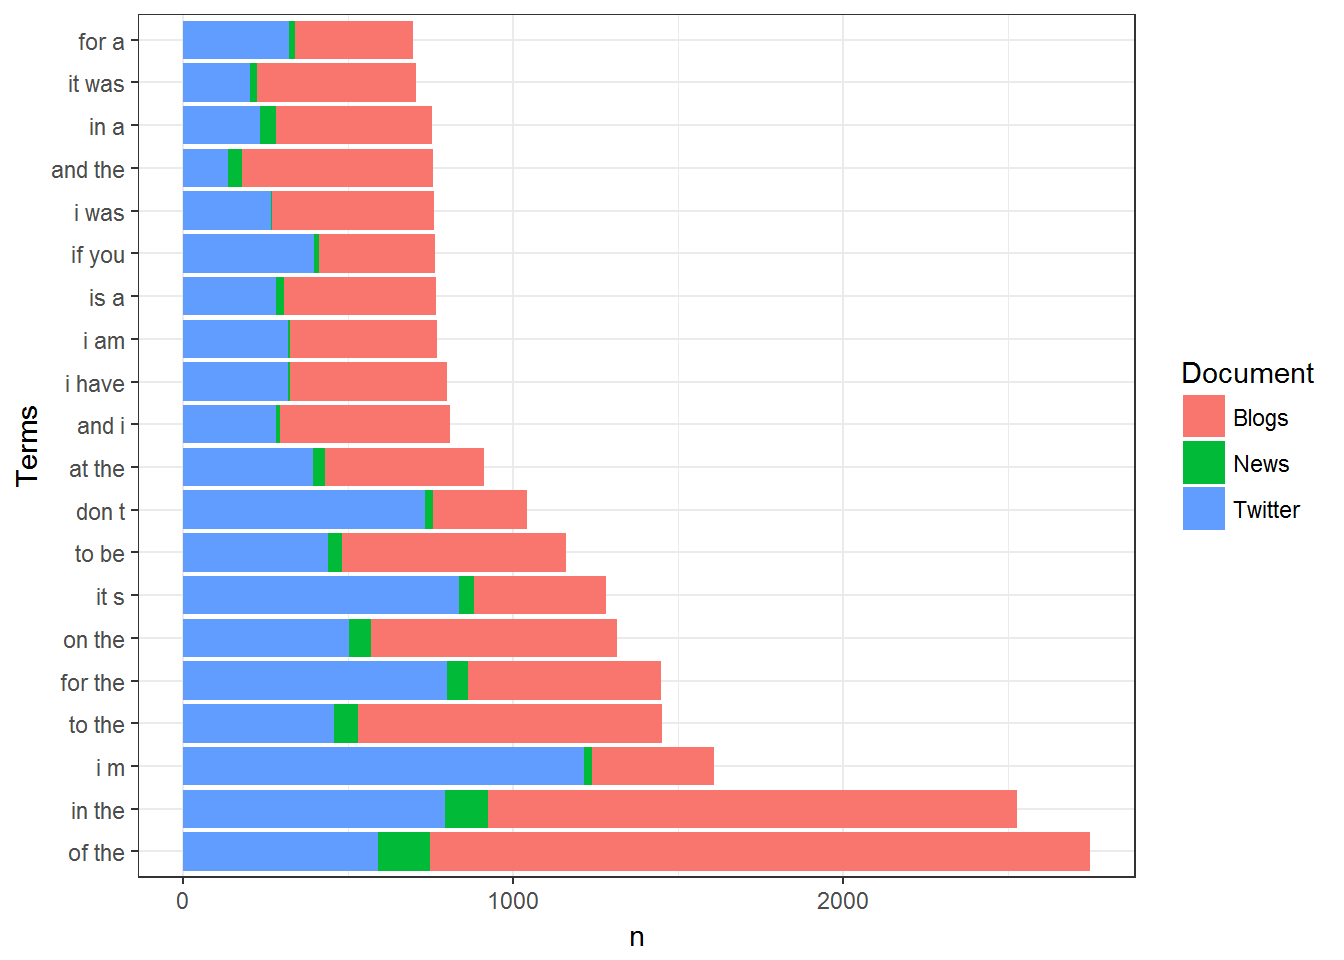 for a
it was
in a
and the
i was
if you
is a
i am
i have
and i
at the
don t
to be
it s
on the
for the
to the
i m
in the
of the
Terms
0 1000 2000
n
Document
Blogs
News
Twitter